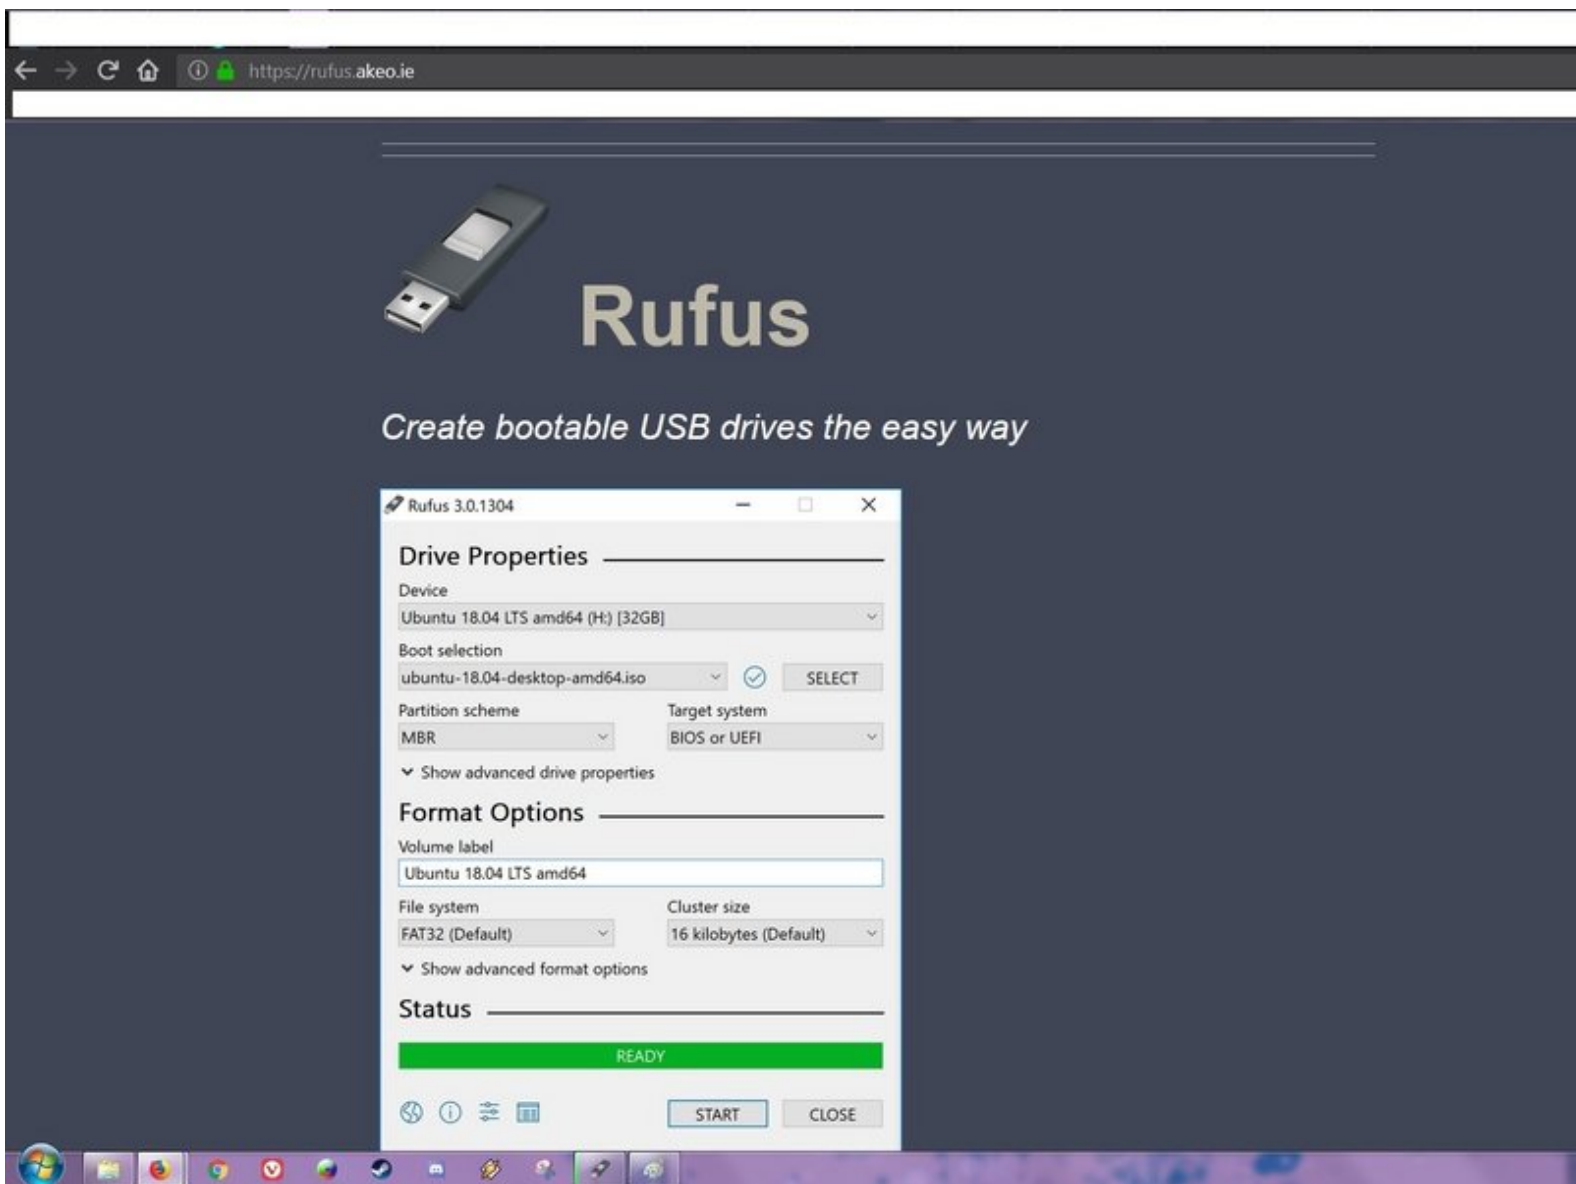 https://rufus.akeo.ie
Rufus
Create bootable USB drives the easy way
Rufus 3.0.1304
Drive Properties
Device
Ubuntu 18.04 LTS amd64 (H:) [32GB]
Boot selection
ubuntu-18.04-desktop-amd64.iso SELECT
Partition scheme Target system
MBR BIOS or UEFI
Show advanced drive properties
Format Options
Volume label
Ubuntu 18.04 LTS amd64
File system Cluster size
FAT32 (Default) 16 kilobytes (Default)
Show advanced format options
Status
READY
START CLOSE